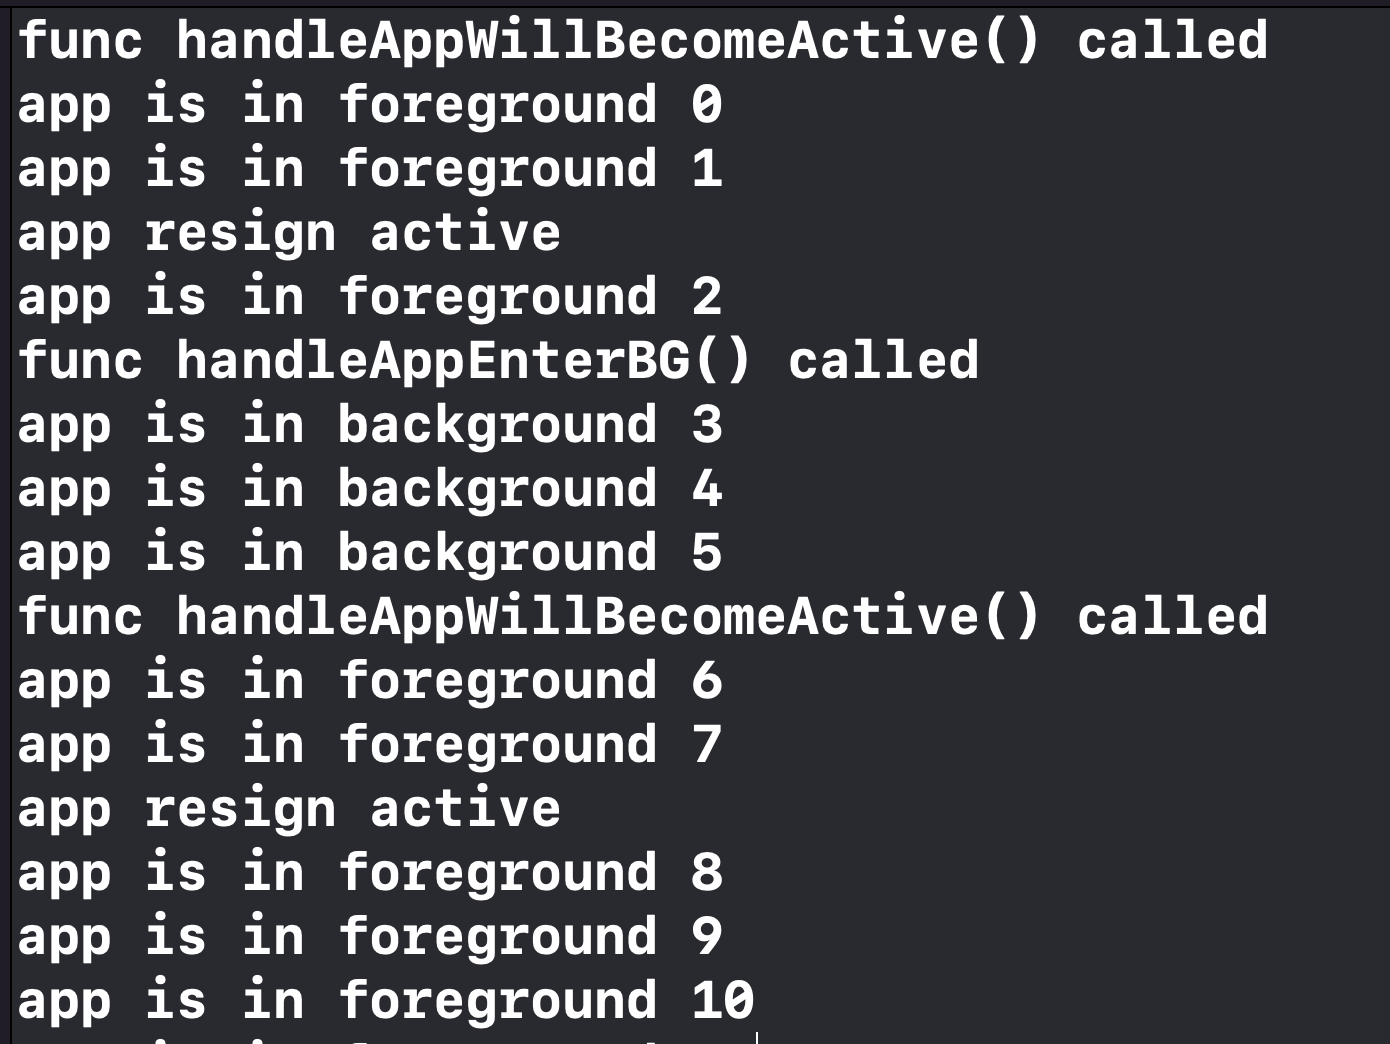 func handleAppWillBecomeActive() called
app is in foreground 0
app is in foreground 1
app resign active
app is in foreground 2
func handleAppEnterBG() called
app is in background 3
app is in background 4
app is in background 5
func handleAppWillBecomeActive() called
app is in foreground 6
app is in foreground 7
app resign active
app is in foreground 8
app is in foreground 9
app is in foreground 10